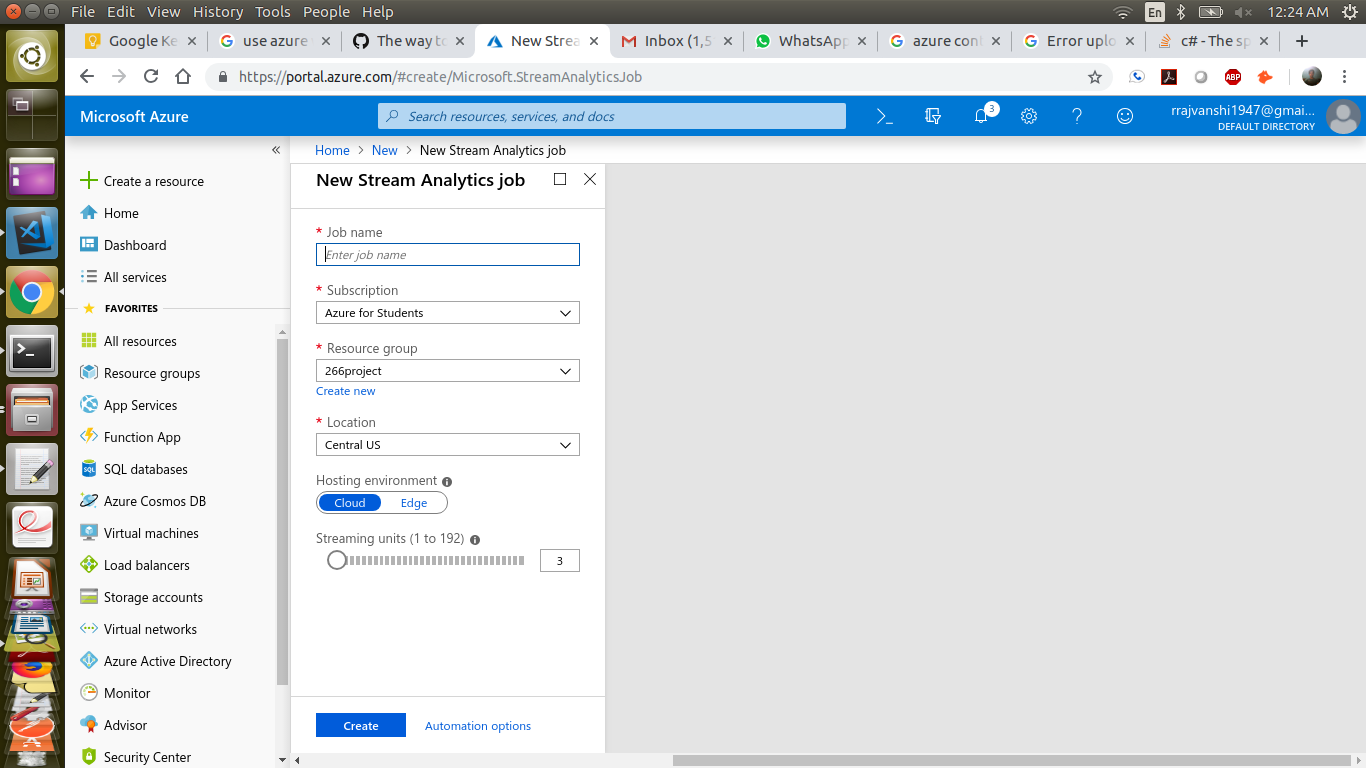 File Edit View History Tools People Help
En
12:24 AM
Google Ke
use azure
The way to
New Strea
Inbox (1,5
WhatsApp
azure con
Error uplo
c# - The sp
https://portal.azure.com/#create/Microsoft.StreamAnalyticsJob
ABP
Microsoft Azure
Search resources, services, and docs
3
rrajvanshi1947@gmai...
DEFAULT DIRECTORY
Home > New > New Stream Analytics job
Create a resource
Home
Dashboard
All services
FAVORITES
All resources
Resource groups
App Services
Function App
SQL databases
Azure Cosmos DB
Virtual machines
Load balancers
Storage accounts
Virtual networks
Azure Active Directory
Monitor
Advisor
Security Center
New Stream Analytics job
* Job name
Enter job name
* Subscription
Azure for Students
* Resource group
266project
Create new
* Location
Central US
Hosting environment
Cloud Edge
Streaming units (1 to 192)
3
Create Automation options